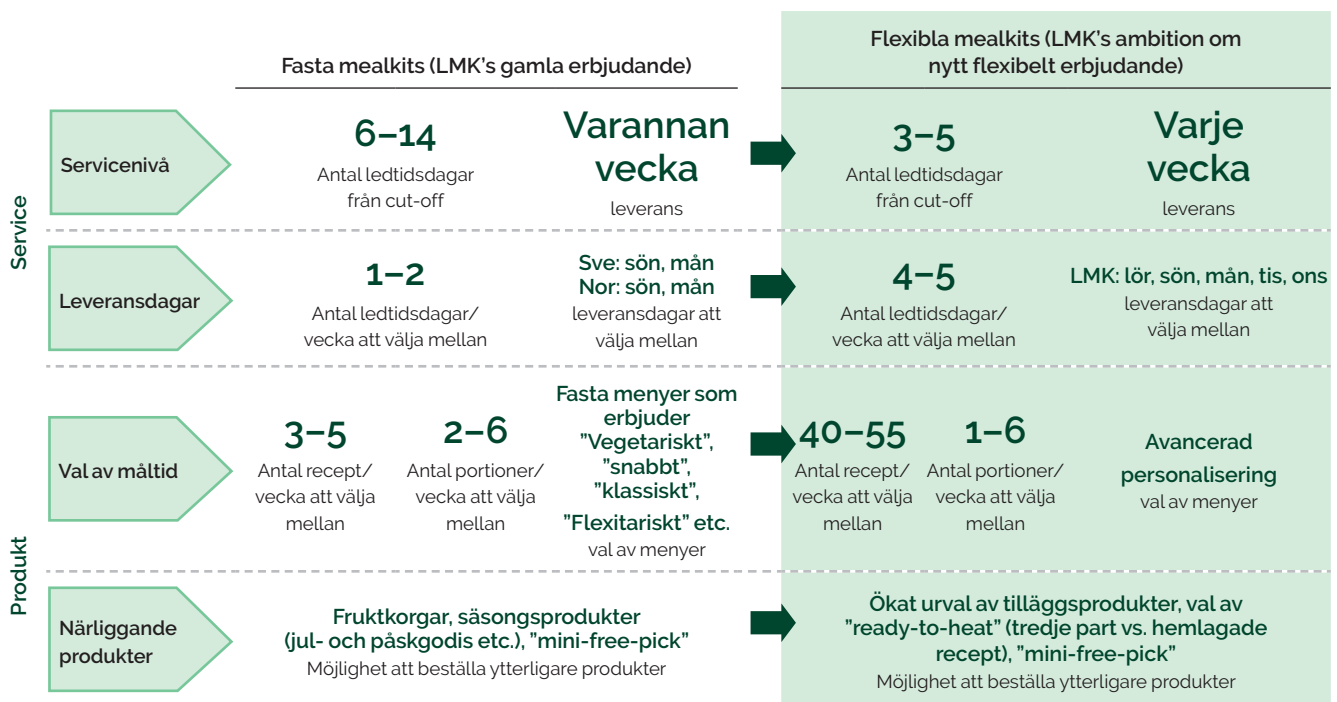 Fasta mealkits (LMK's gamla erbjudande)
Flexibla mealkits (LMK's ambition om
nytt flexibelt erbjudande)
Service
Servicenivå
6–14
Antal ledtidsdagar
från cut-off
Varannan
vecka
leverans
3–5
Antal ledtidsdagar
från cut-off
Varje
vecka
leverans
Leveransdagar
1–2
Antal ledtidsdagar/
vecka att välja mellan
Sve: sön, mån
Nor: sön, mån
leveransdagar att
välja mellan
4–5
Antal ledtidsdagar/
vecka att välja mellan
LMK: lör, sön, mån, tis, ons
leveransdagar att
välja mellan
Produkt
Val av måltid
3–5
Antal recept/
vecka att välja
mellan
2–6
Antal portioner/
vecka att välja
mellan
Fasta menyer som
erbjuder
”Vegetariskt”,
”snabbt”,
”klassiskt”,
”Flexitariskt” etc.
val av menyer
40–55
Antal recept/
vecka att välja
mellan
1–6
Antal portioner/
vecka att välja
mellan
Avancerad
personalisering
val av menyer
Närliggande
produkter
Fruktkorgar, säsongsprodukter
(jul- och påskgodis etc.), ”mini-free-pick”
Möjlighet att beställa ytterligare produkter
Ökat urval av tilläggsprodukter, val av
”ready-to-heat” (tredje part vs. hemlagade
recept), ”mini-free-pick”
Möjlighet att beställa ytterligare produkter